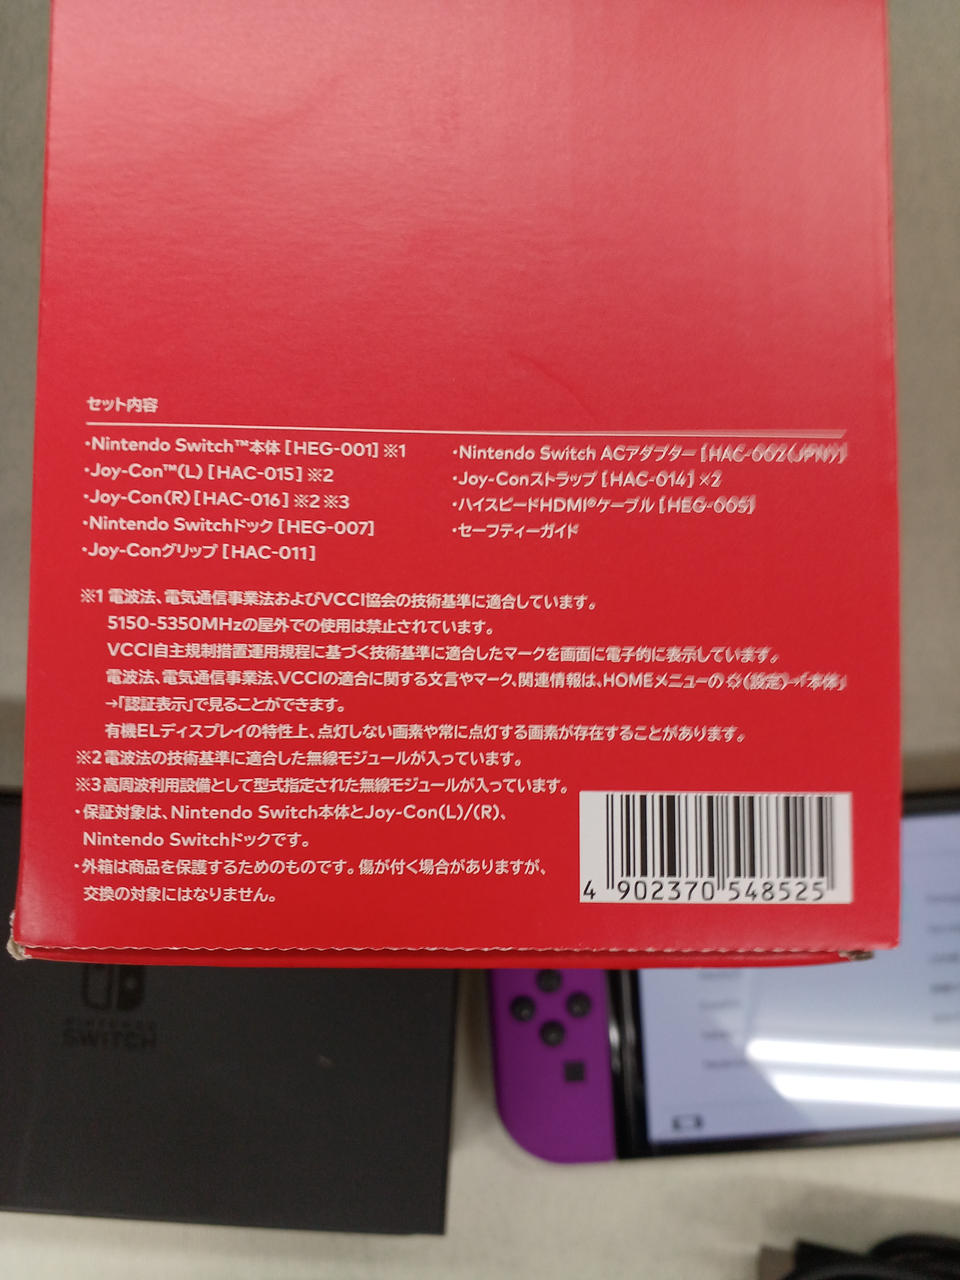 セット内容
・Nintendo Switch™本体 [HEG-001] ※1
・Joy-Con™(L) [HAC-015] ※2
・Joy-Con(R) [HAC-016] ※2 ※3
・Nintendo Switchドック [HEG-007]
・Joy-Conグリップ [HAC-011]
・Nintendo Switch ACアダプター [HAC-002(JPN)]
・Joy-Conストラップ [HAC-014] ×2
・ハイスピードHDMI®ケーブル [HEG-005]
・セーフティーガイド
※1 電波法、電気通信事業法およびVCCI協会の技術基準に適合しています。
5150-5350MHzの屋外での使用は禁止されています。
VCCI自主規制措置運用規程に基づく技術基準に適合したマークを画面に電子的に表示しています。
電波法、電気通信事業法、VCCIの適合に関する文言やマーク、関連情報は、HOMEメニューの(設定)→「本体」
→「認証表示」で見ることができます。
有機ELディスプレイの特性上、点灯しない画素や常に点灯する画素が存在することがあります。
※2 電波法の技術基準に適合した無線モジュールが入っています。
※3 高周波利用設備として型式指定された無線モジュールが入っています。
・保証対象は、Nintendo Switch本体とJoy-Con(L)/(R)、
Nintendo Switchドックです。
・外箱は商品を保護するためのものです。傷が付く場合がありますが、
交換の対象にはなりません。
4 902370 548525
NINTENDO
SWITCH